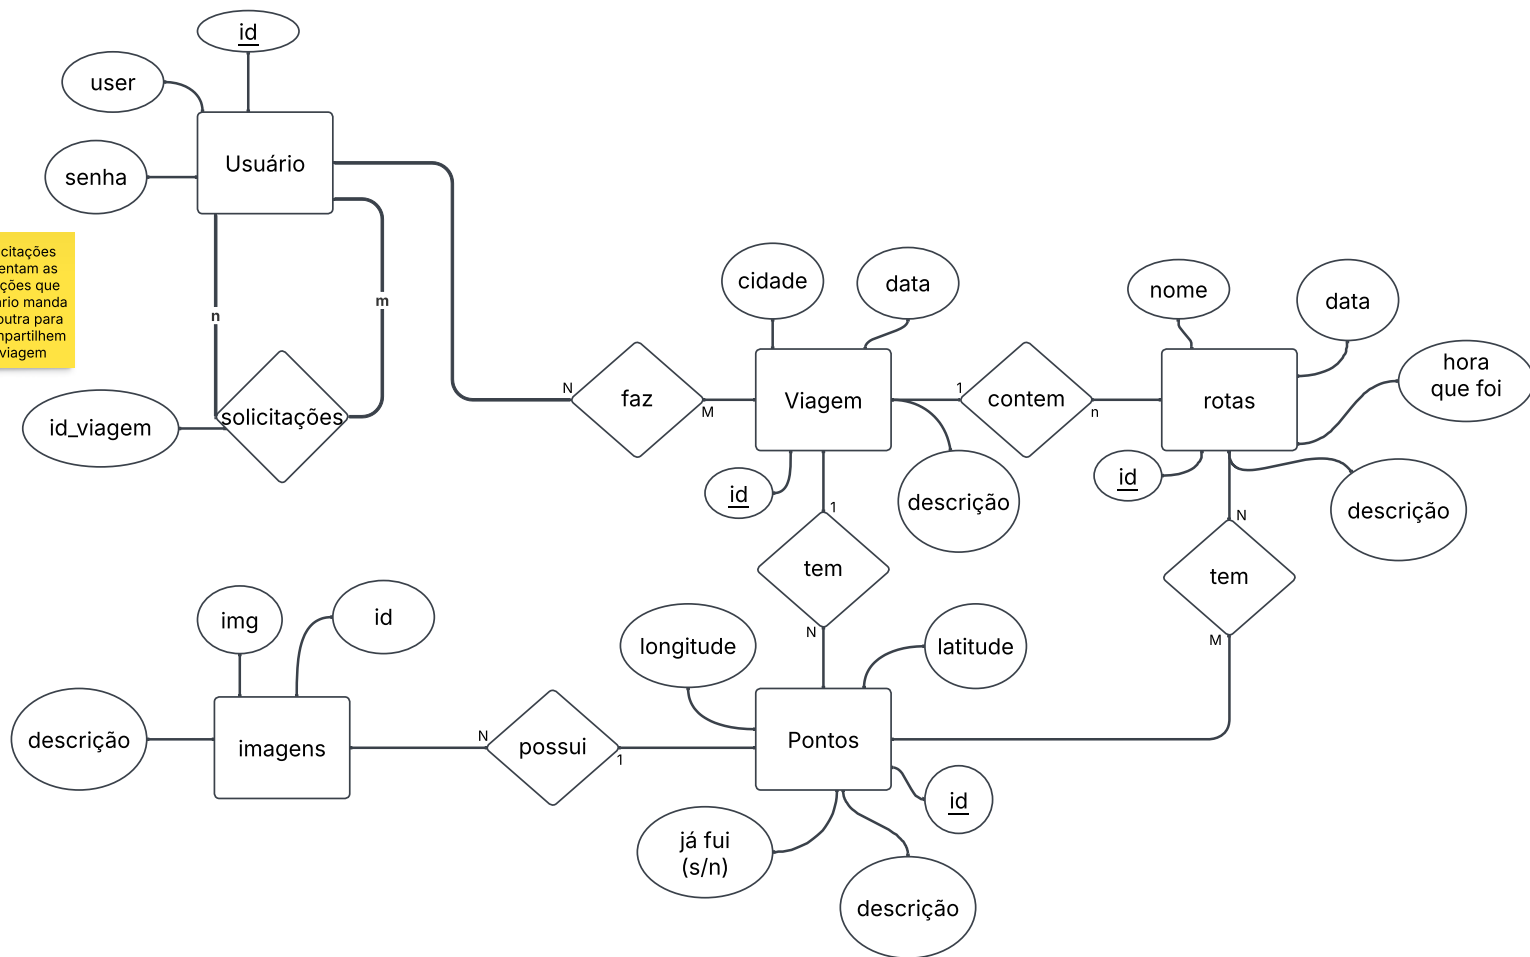 id
user
Usuário
senha
citações
entam as
ções que
rio manda
outra para
npartilhem
viagem
n
m
solicitações
id_viagem
cidade
data
nome
data
hora
que foi
N
faz
M
Viagem
1
contem
n
rotas
id
descrição
id
descrição
1
tem
N
N
tem
M
img
id
longitude
latitude
descrição
imagens
N
possui
1
Pontos
id
já fui
(s/n)
descrição